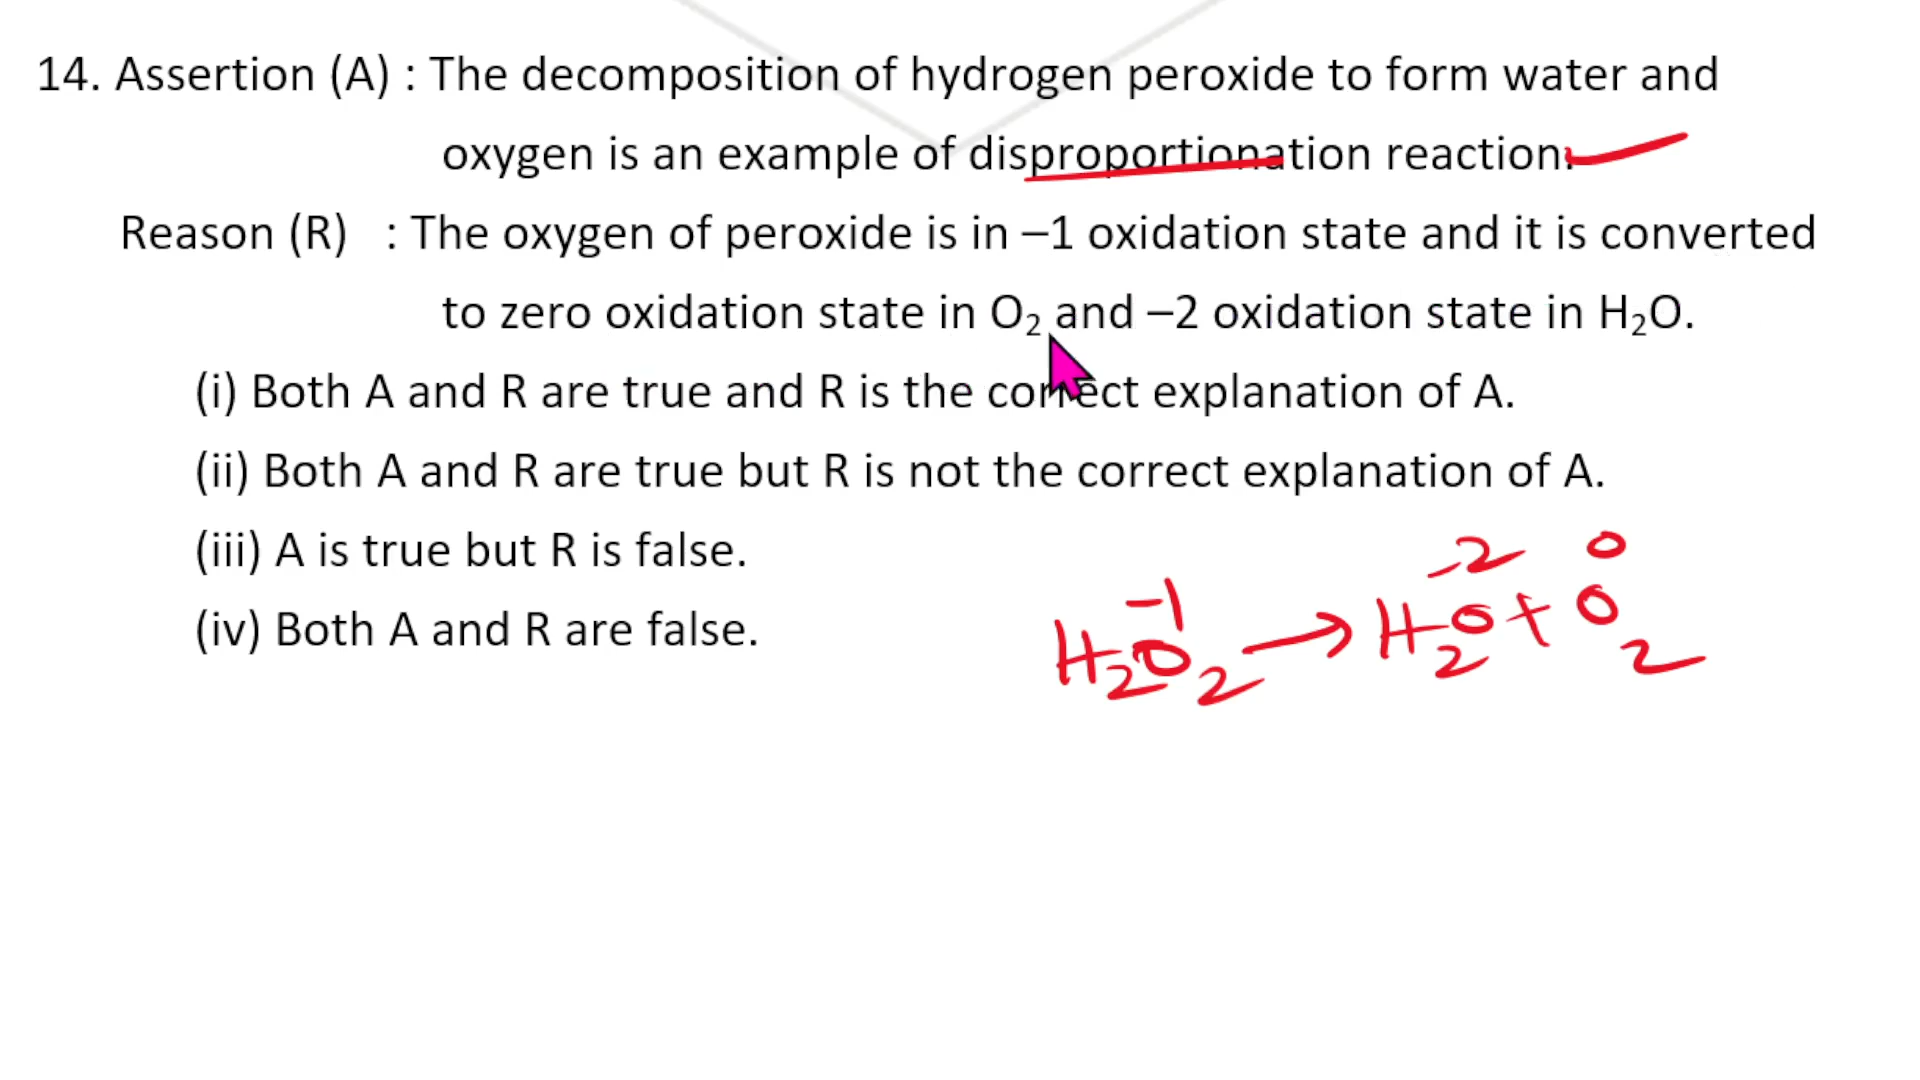 14. Assertion (A) : The decomposition of hydrogen peroxide to form water and
oxygen is an example of disproportionation reaction.
Reason (R) : The oxygen of peroxide is in –1 oxidation state and it is converted
to zero oxidation state in O₂ and –2 oxidation state in H₂O.
(i) Both A and R are true and R is the correct explanation of A.
(ii) Both A and R are true but R is not the correct explanation of A.
(iii) A is true but R is false.
(iv) Both A and R are false.
-1 -2 0
H₂O₂ → H₂O + O₂